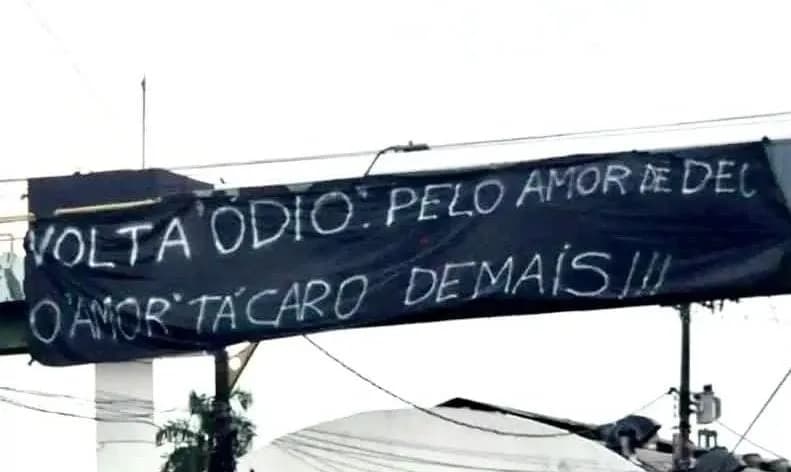 VOLTA "ÓDIO". PELO AMOR DE DEU
O "AMOR" TÁ CARO DEMAIS!!!